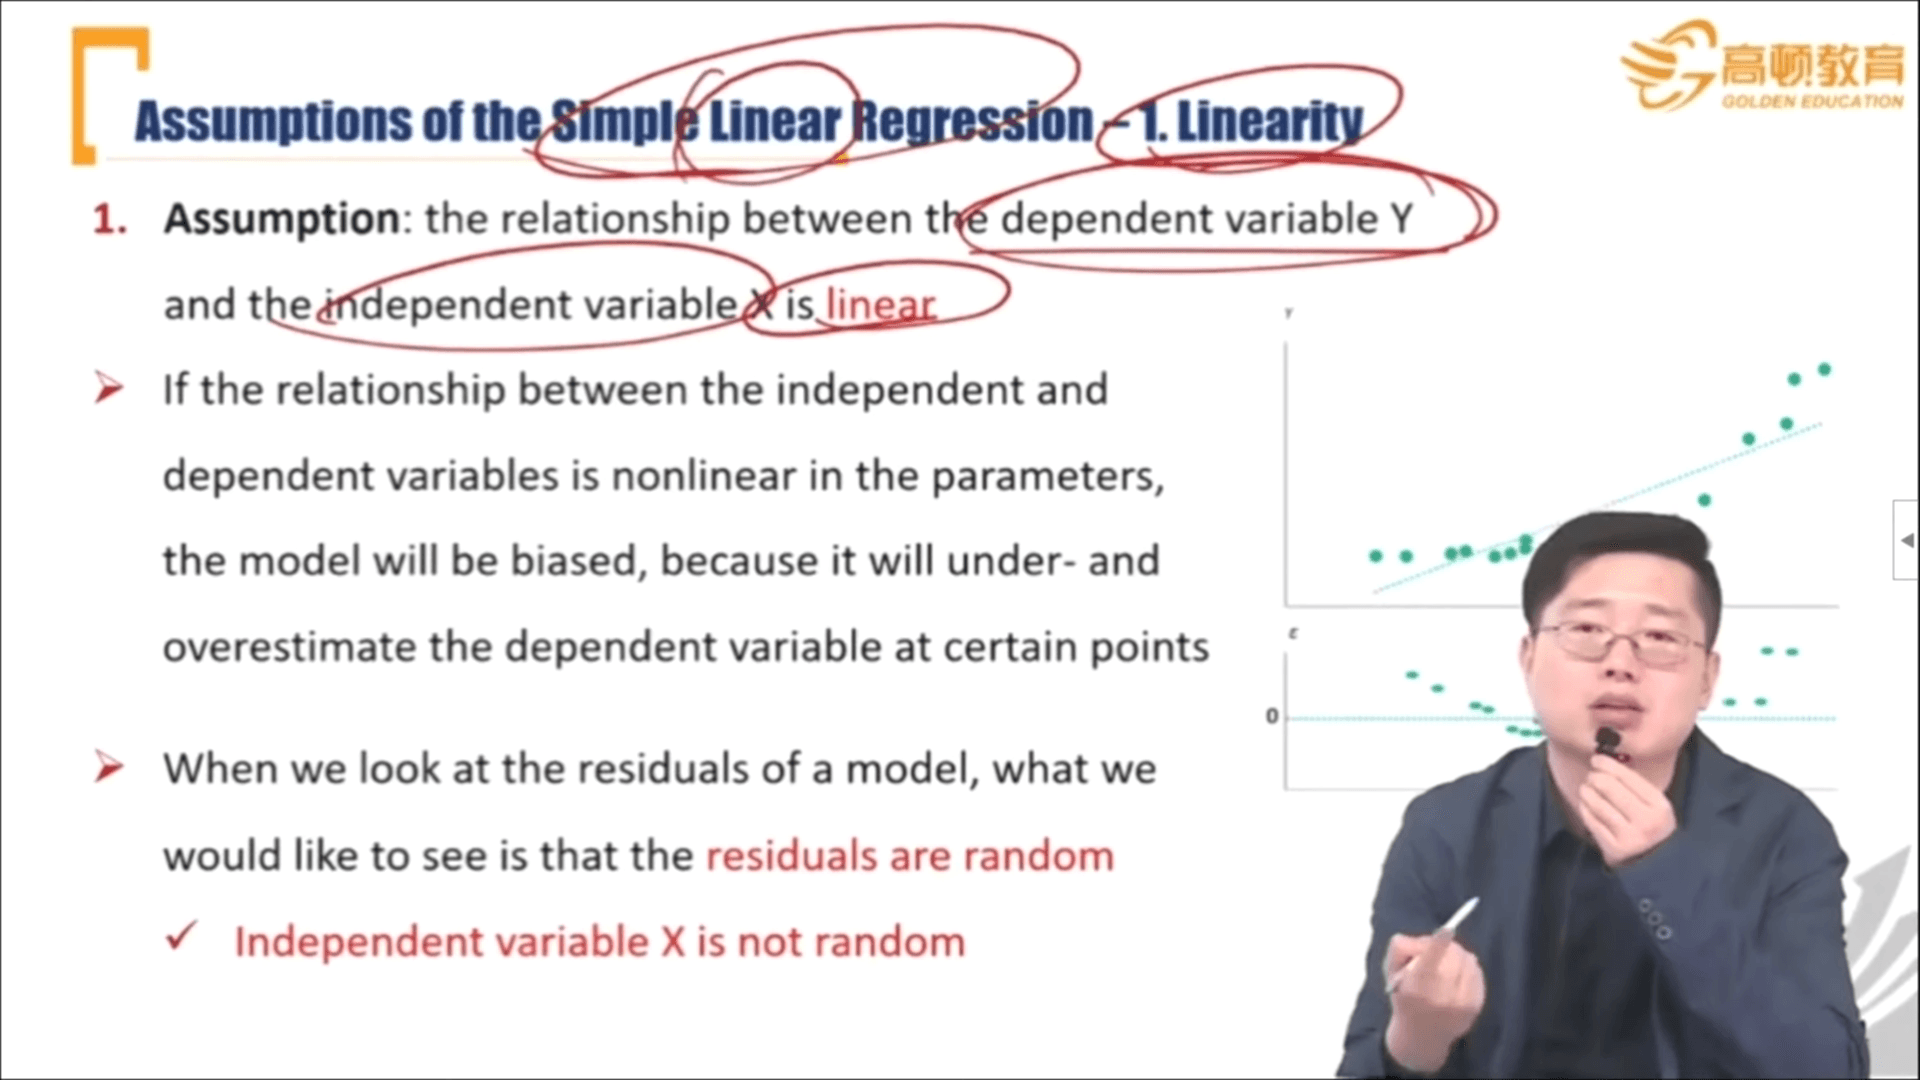 高顿教育
GOLDEN EDUCATION
Assumptions of the Simple Linear Regression – 1. Linearity
1. Assumption: the relationship between the dependent variable Y
and the independent variable X is linear
If the relationship between the independent and
dependent variables is nonlinear in the parameters,
the model will be biased, because it will under- and
overestimate the dependent variable at certain points
When we look at the residuals of a model, what we
would like to see is that the residuals are random
✓ Independent variable X is not random
Y
ε
0